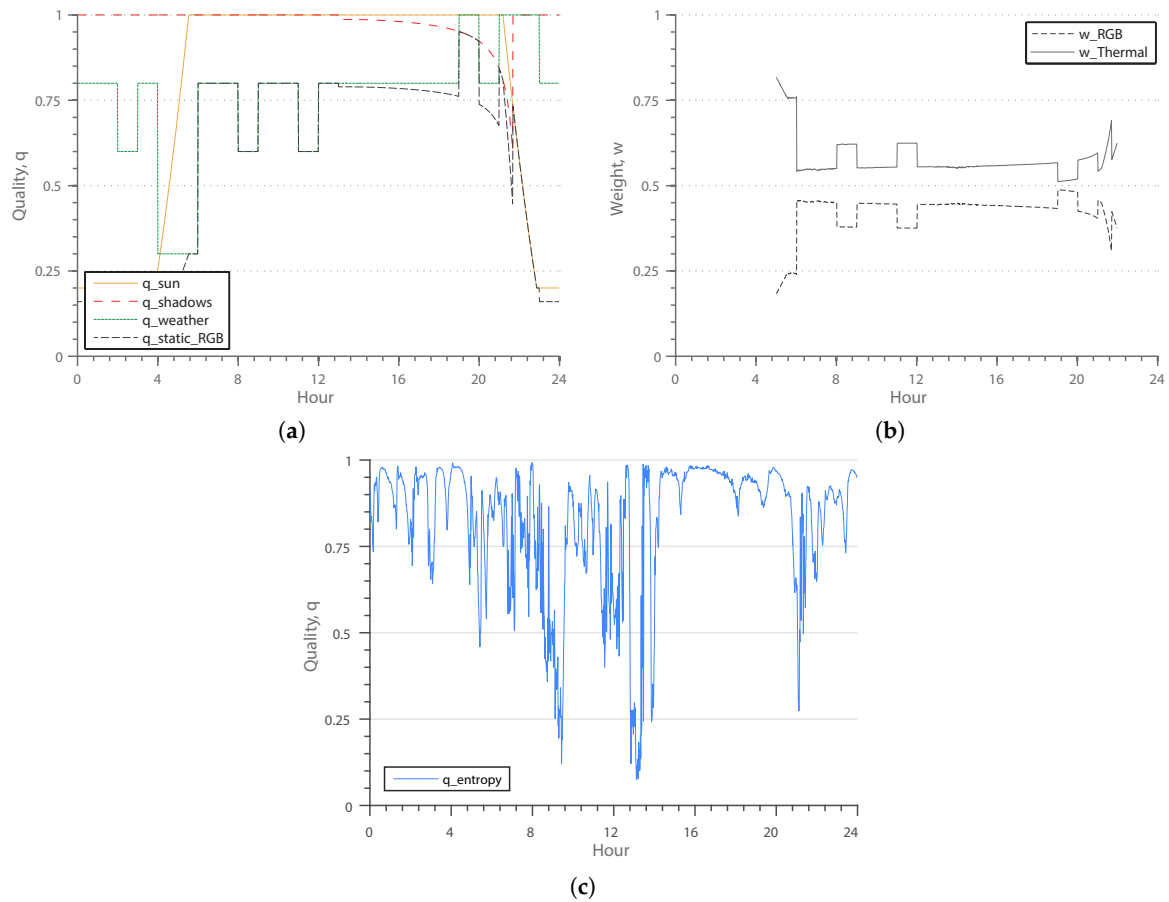 1
0.75
0.5
0.25
0
Quality, q
q_sun
q_shadows
q_weather
q_static_RGB
0 4 8 12 16 20 24
Hour
(a)
1
0.75
0.5
0.25
0
Weight, w
w_RGB
w_Thermal
0 4 8 12 16 20 24
Hour
(b)
1
0.75
0.5
0.25
0
Quality, q
q_entropy
0 4 8 12 14 16 20 24
Hour
(c)